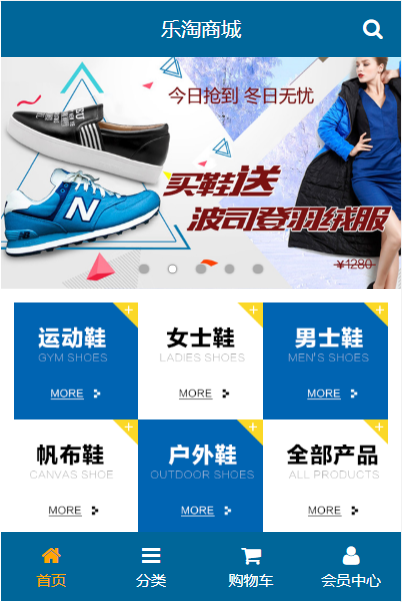 乐淘商城
今日抢到 冬日无忧
买鞋送
波司登羽绒服
¥1280
N
运动鞋
GYM SHOES
MORE
女士鞋
LADIES SHOES
MORE
男士鞋
MEN'S SHOES
MORE
帆布鞋
CANVAS SHOE
MORE
户外鞋
OUTDOOR SHOES
MORE
全部产品
ALL PRODUCTS
MORE
首页
分类
购物车
会员中心